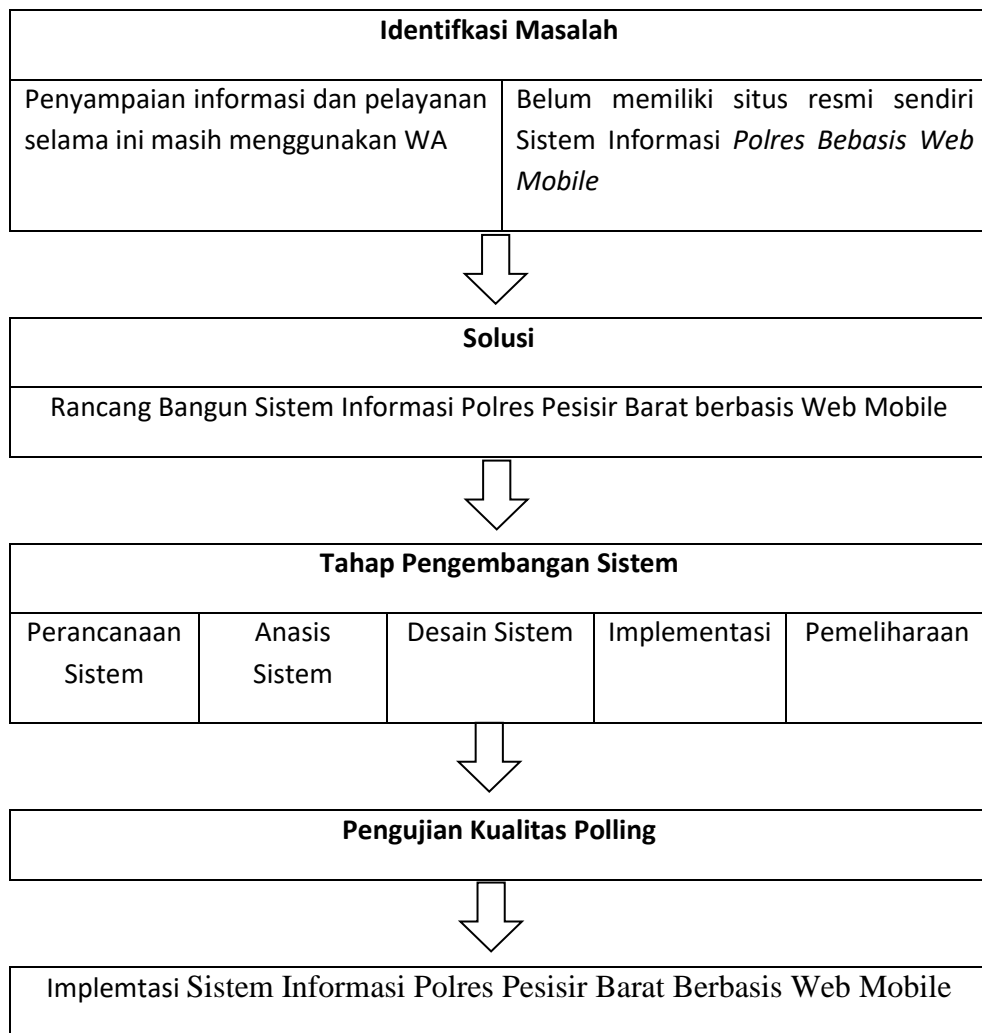 Identifkasi Masalah
Penyampaian informasi dan pelayanan
selama ini masih menggunakan WA
Belum memiliki situs resmi sendiri
Sistem Informasi Polres Bebasis Web
Mobile
Solusi
Rancang Bangun Sistem Informasi Polres Pesisir Barat berbasis Web Mobile
Tahap Pengembangan Sistem
Perancanaan
Sistem
Anasis
Sistem
Desain Sistem
Implementasi
Pemeliharaan
Pengujian Kualitas Polling
Implemtasi Sistem Informasi Polres Pesisir Barat Berbasis Web Mobile